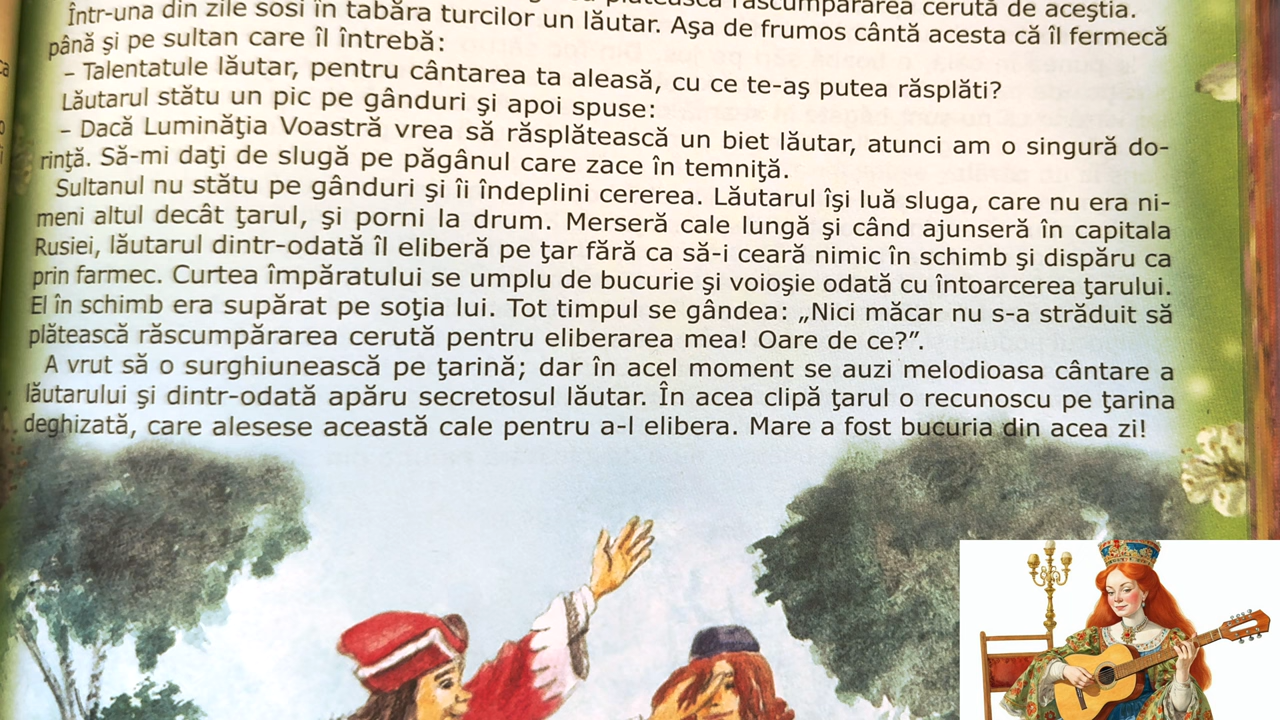 plătească răscumpărarea cerută de aceştia.
Într-una din zile sosi în tabăra turcilor un lăutar. Aşa de frumos cântă acesta că îl fermecă
până şi pe sultan care îl întrebă:
– Talentatule lăutar, pentru cântarea ta aleasă, cu ce te-aş putea răsplăti?
Lăutarul stătu un pic pe gânduri şi apoi spuse:
– Dacă Luminăţia Voastră vrea să răsplătească un biet lăutar, atunci am o singură do-
rinţă. Să-mi daţi de slugă pe păgânul care zace în temniţă.
Sultanul nu stătu pe gânduri şi îi îndeplini cererea. Lăutarul îşi luă sluga, care nu era ni-
meni altul decât ţarul, şi porni la drum. Merseră cale lungă şi când ajunseră în capitala
Rusiei, lăutarul dintr-odată îl eliberă pe ţar fără ca să-i ceară nimic în schimb şi dispăru ca
prin farmec. Curtea împăratului se umplu de bucurie şi voioşie odată cu întoarcerea ţarului.
El în schimb era supărat pe soţia lui. Tot timpul se gândea: „Nici măcar nu s-a străduit să
plătească răscumpărarea cerută pentru eliberarea mea! Oare de ce?”.
A vrut să o surghiunească pe ţarină; dar în acel moment se auzi melodioasa cântare a
lăutarului şi dintr-odată apăru secretosul lăutar. În acea clipă ţarul o recunoscu pe ţarina
deghizată, care alesese această cale pentru a-l elibera. Mare a fost bucuria din acea zi!